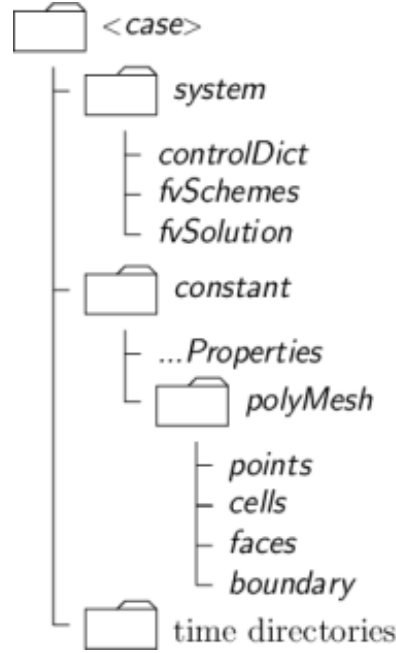 <case>
system
controlDict
fvSchemes
fvSolution
constant
...Properties
polyMesh
points
cells
faces
boundary
time directories